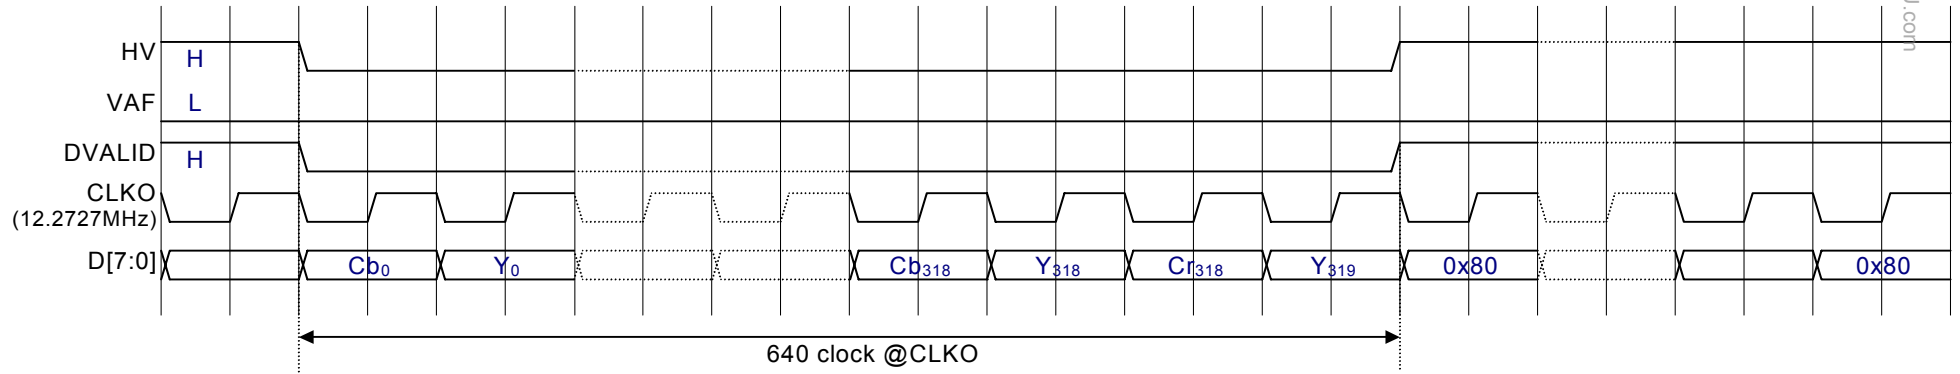 HV H
VAF L
DVALID H
CLKO
(12.2727MHz)
D[7:0] Cb0 Y0 Cb318 Y318 Cr318 Y319 0x80 0x80
640 clock @CLKO
.com